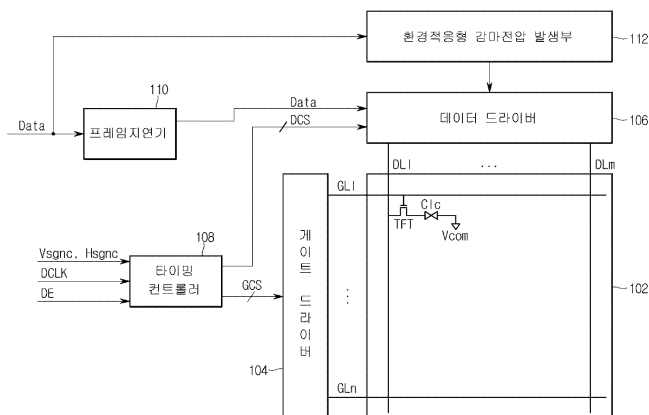 환경적응형 감마전압 발생부
112
110
Data
Data
프레임지연기
DCS
데이터 드라이버
106
DL1
...
DLm
GL1
Clc
TFT
Vcom
108
Vsgnc. Hsgnc
DCLK
DE
타이밍
컨트롤러
GCS
게이트 드라이버
...
102
104
GLn